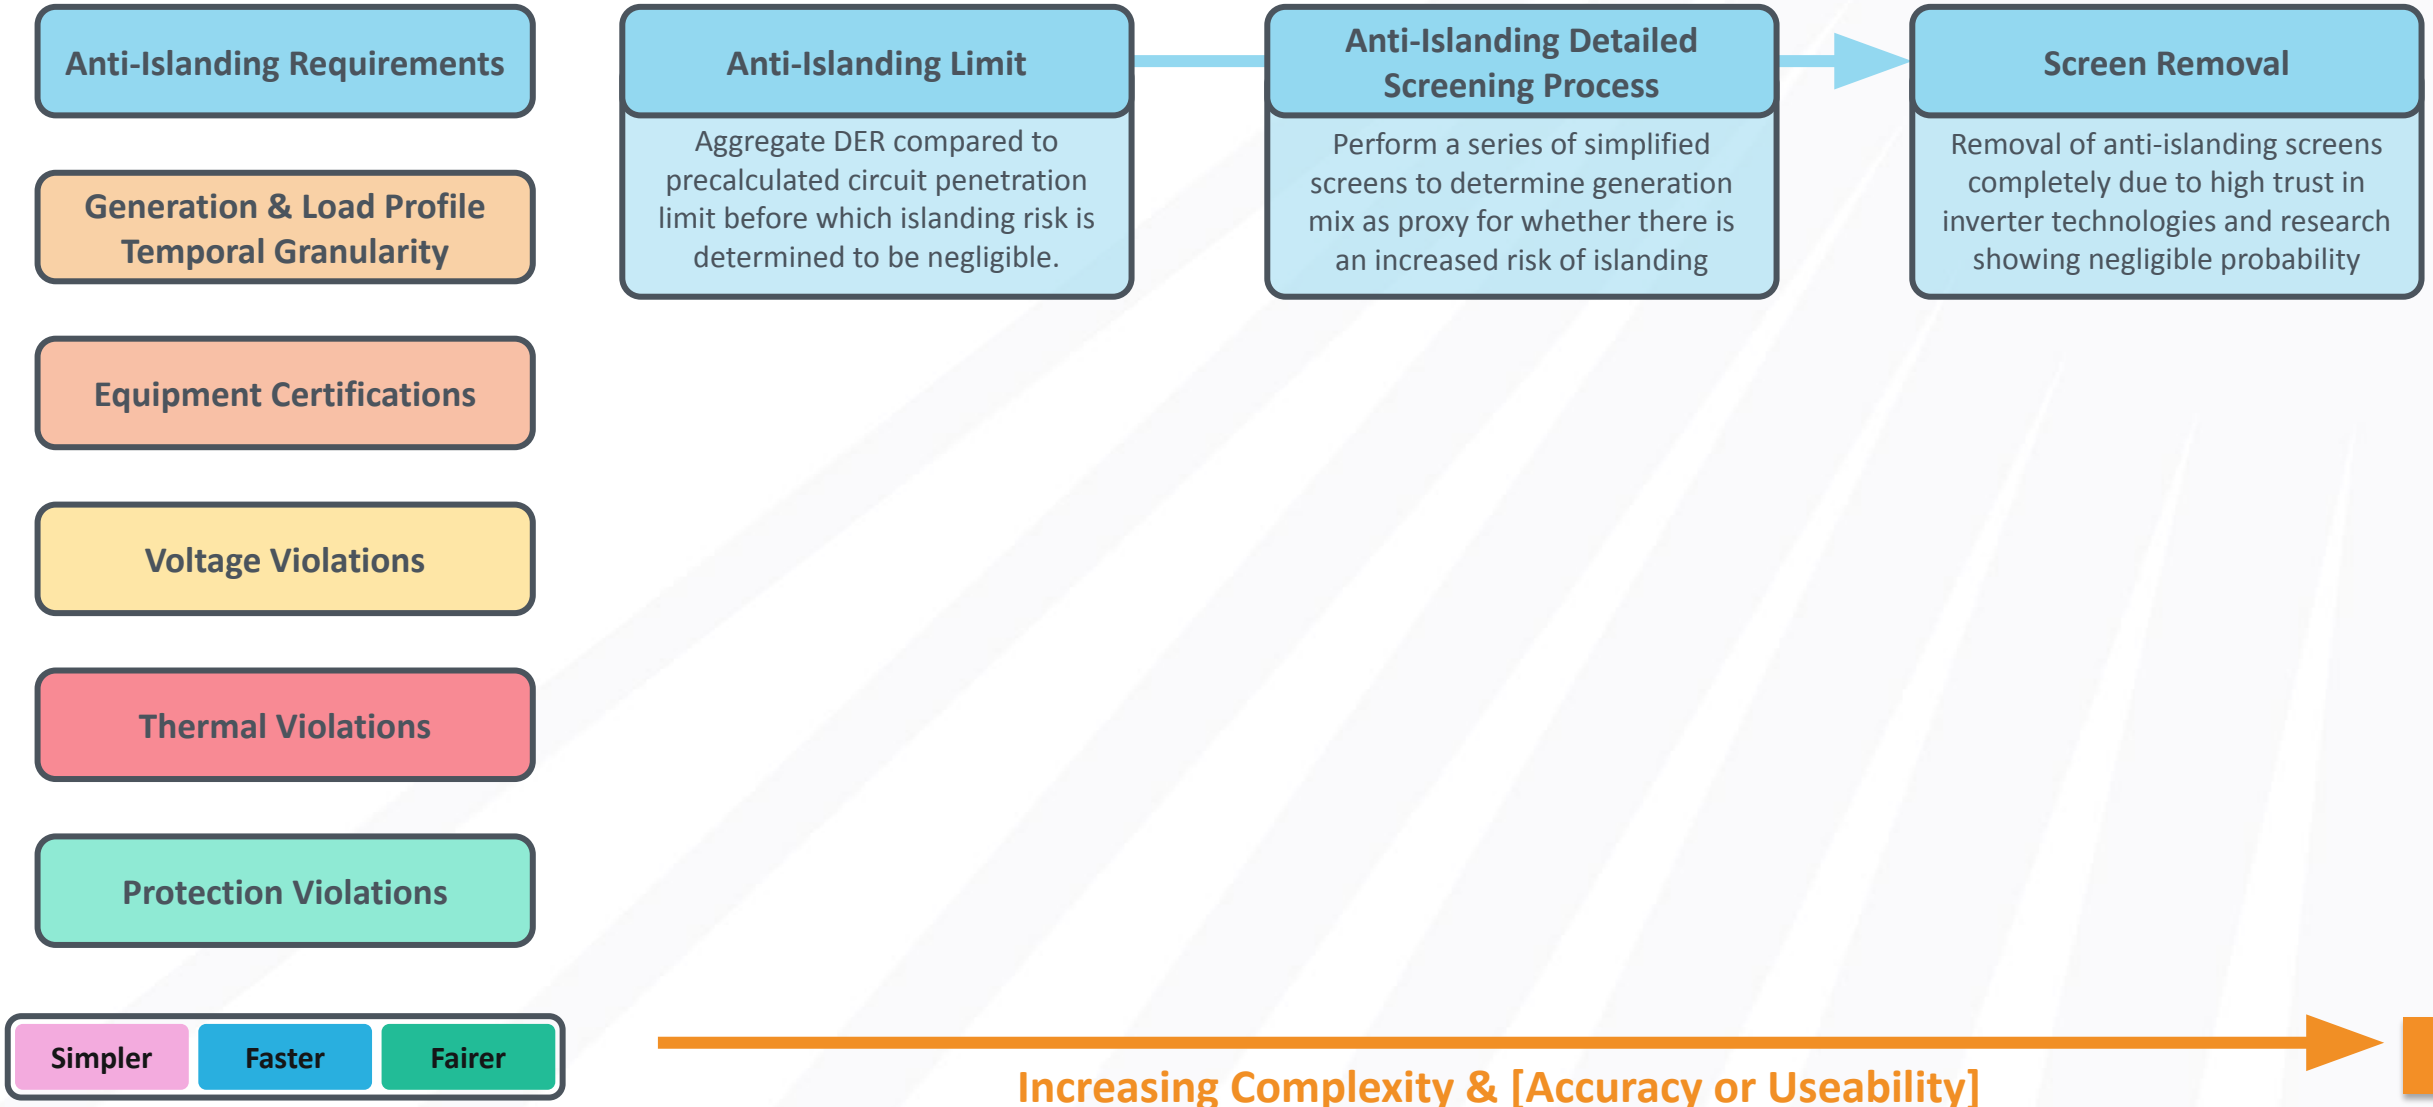 Anti-Islanding Requirements
Generation & Load Profile
Temporal Granularity
Equipment Certifications
Voltage Violations
Thermal Violations
Protection Violations
Anti-Islanding Limit
Aggregate DER compared to
precalculated circuit penetration
limit before which islanding risk is
determined to be negligible.
Anti-Islanding Detailed
Screening Process
Perform a series of simplified
screens to determine generation
mix as proxy for whether there is
an increased risk of islanding
Screen Removal
Removal of anti-islanding screens
completely due to high trust in
inverter technologies and research
showing negligible probability
Simpler
Faster
Fairer
Increasing Complexity & [Accuracy or Useability]